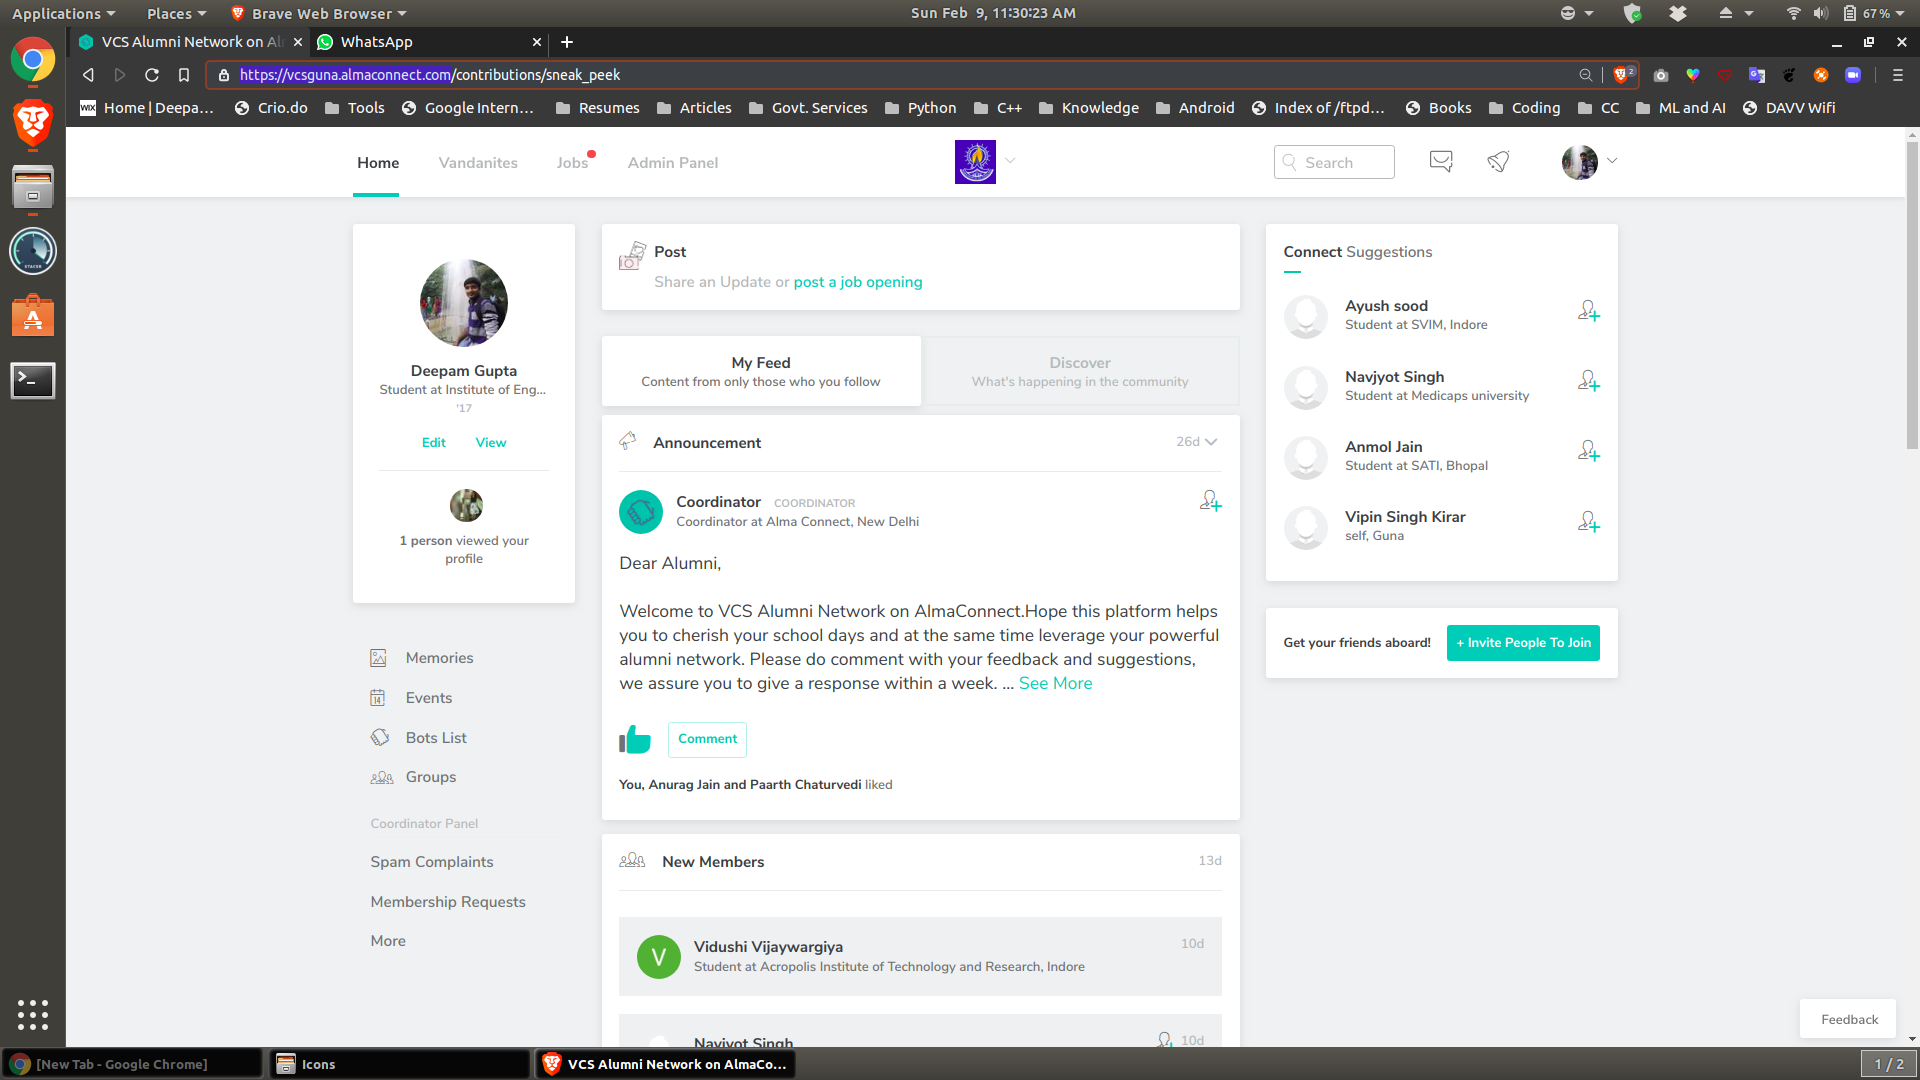 Applications Places Brave Web Browser Sun Feb 9, 11:30:23 AM 67 %
VCS Alumni Network on Al WhatsApp
https://vcsguna.almaconnect.com/contributions/sneak_peek 2
WIX Home | Deepa... Crio.do Tools Google Intern... Resumes Articles Govt. Services Python C++ Knowledge Android Index of /ftpd... Books Coding CC ML and AI DAVV Wifi
Home Vandanites Jobs Admin Panel Search
Deepam Gupta
Student at Institute of Eng...
'17
Edit View
1 person viewed your
profile
Memories
Events
Bots List
Groups
Coordinator Panel
Spam Complaints
Membership Requests
More
Post
Share an Update or post a job opening
My Feed
Content from only those who you follow
Discover
What's happening in the community
Announcement 26d
Coordinator COORDINATOR
Coordinator at Alma Connect, New Delhi
Dear Alumni,
Welcome to VCS Alumni Network on AlmaConnect.Hope this platform helps
you to cherish your school days and at the same time leverage your powerful
alumni network. Please do comment with your feedback and suggestions,
we assure you to give a response within a week. ... See More
Comment
You, Anurag Jain and Paarth Chaturvedi liked
New Members 13d
V
Vidushi Vijaywargiya 10d
Student at Acropolis Institute of Technology and Research, Indore
Navjyot Singh 10d
Connect Suggestions
Ayush sood
Student at SVIM, Indore
Navjyot Singh
Student at Medicaps university
Anmol Jain
Student at SATI, Bhopal
Vipin Singh Kirar
self, Guna
Get your friends aboard! + Invite People To Join
Feedback
[New Tab - Google Chrome] Icons VCS Alumni Network on AlmaCo... 1 / 2